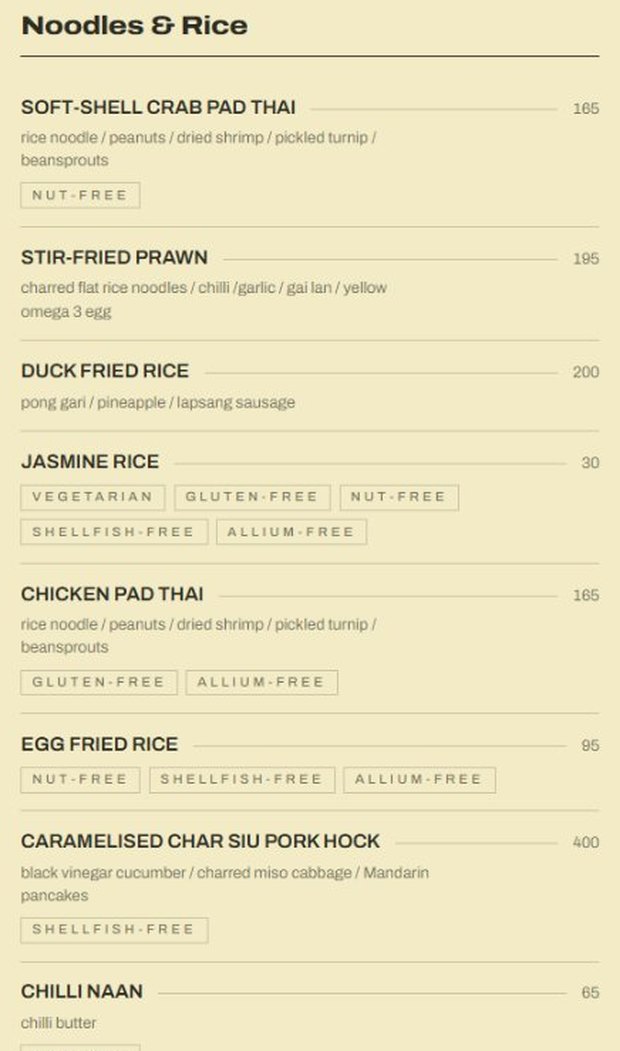 Noodles & Rice
SOFT-SHELL CRAB PAD THAI 165
rice noodle / peanuts / dried shrimp / pickled turnip /
beansprouts
NUT-FREE
STIR-FRIED PRAWN 195
charred flat rice noodles / chilli /garlic / gai lan / yellow
omega 3 egg
DUCK FRIED RICE 200
pong gari / pineapple / lapsang sausage
JASMINE RICE 30
VEGETARIAN GLUTEN-FREE NUT-FREE
SHELLFISH-FREE ALLIUM-FREE
CHICKEN PAD THAI 165
rice noodle / peanuts / dried shrimp / pickled turnip /
beansprouts
GLUTEN-FREE ALLIUM-FREE
EGG FRIED RICE 95
NUT-FREE SHELLFISH-FREE ALLIUM-FREE
CARAMELISED CHAR SIU PORK HOCK 400
black vinegar cucumber / charred miso cabbage / Mandarin
pancakes
SHELLFISH-FREE
CHILLI NAAN 65
chilli butter